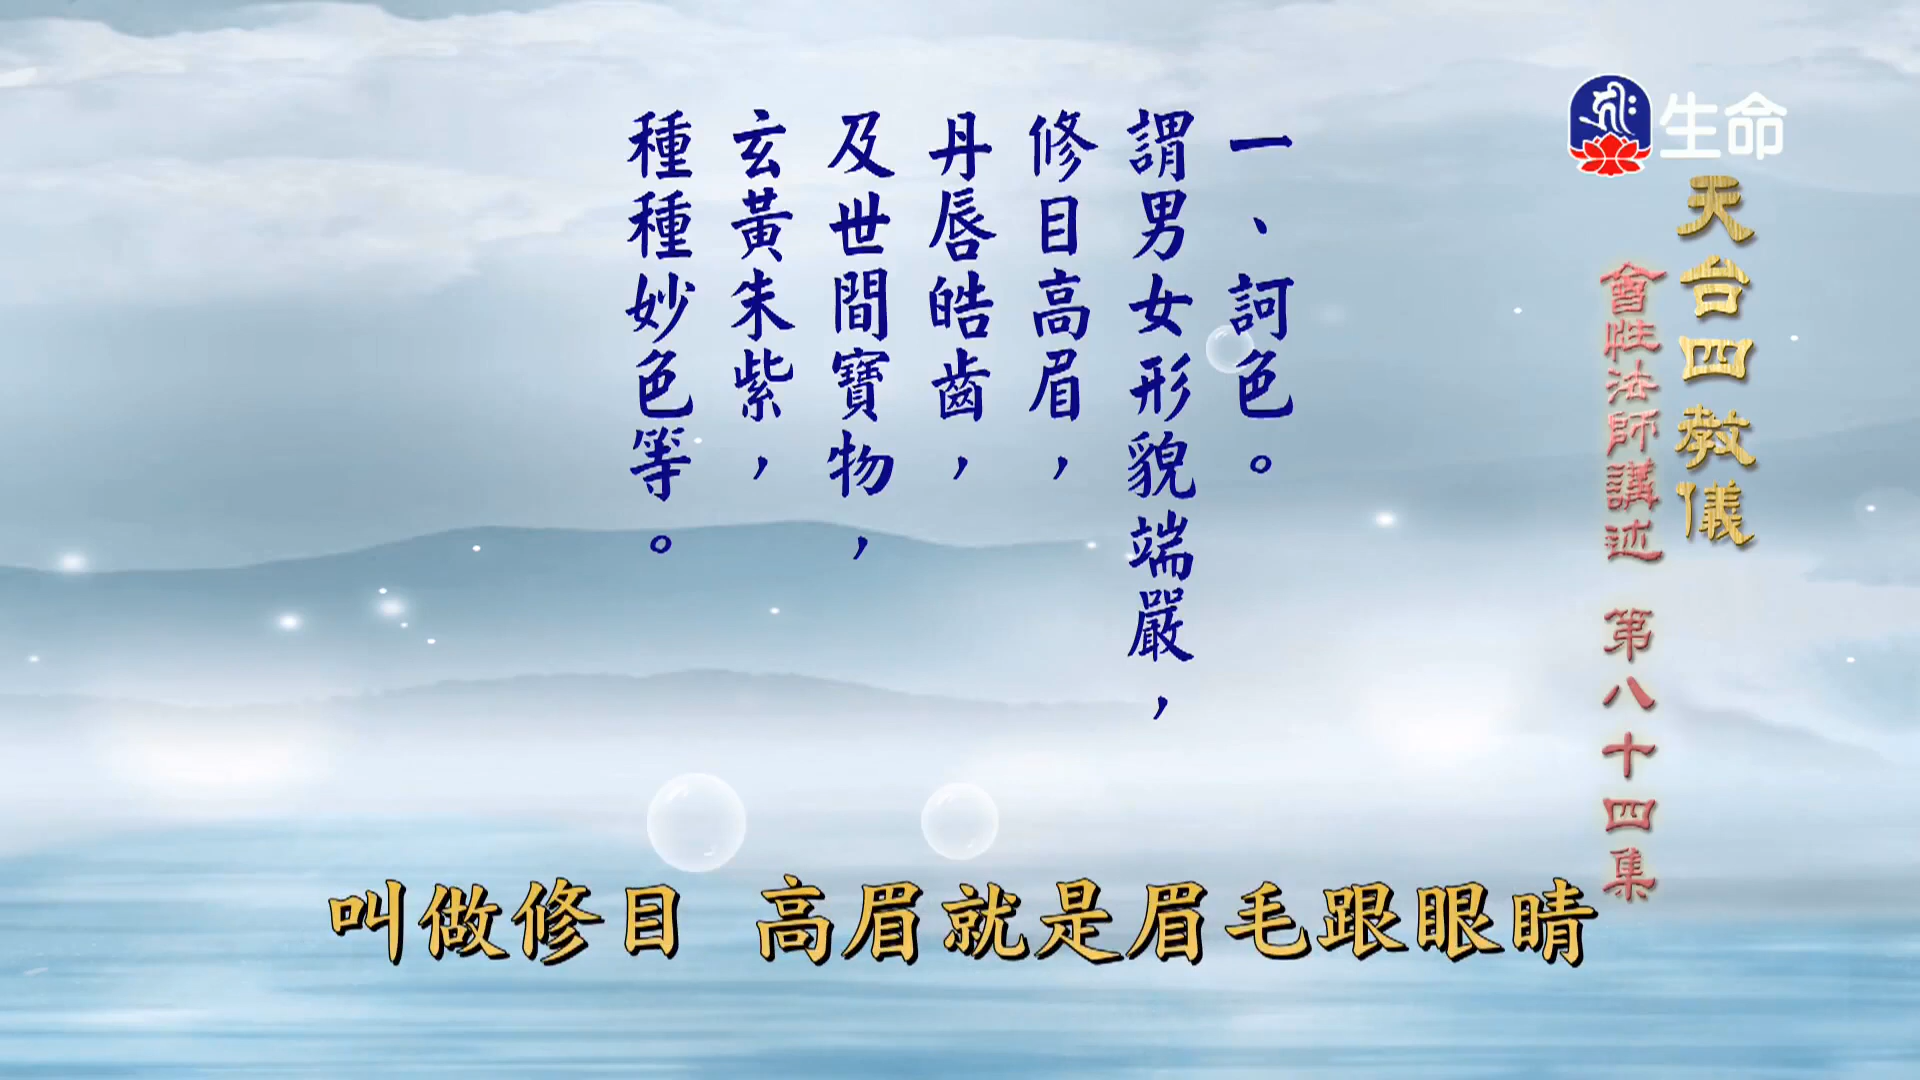 生命
天台四教儀
會性法師講述 第八十四集
一、訶色。
謂男女形貌端嚴，
修目高眉，
丹唇皓齒，
及世間寶物，
玄黃朱紫，
種種妙色等。
叫做修目 高眉就是眉毛跟眼睛